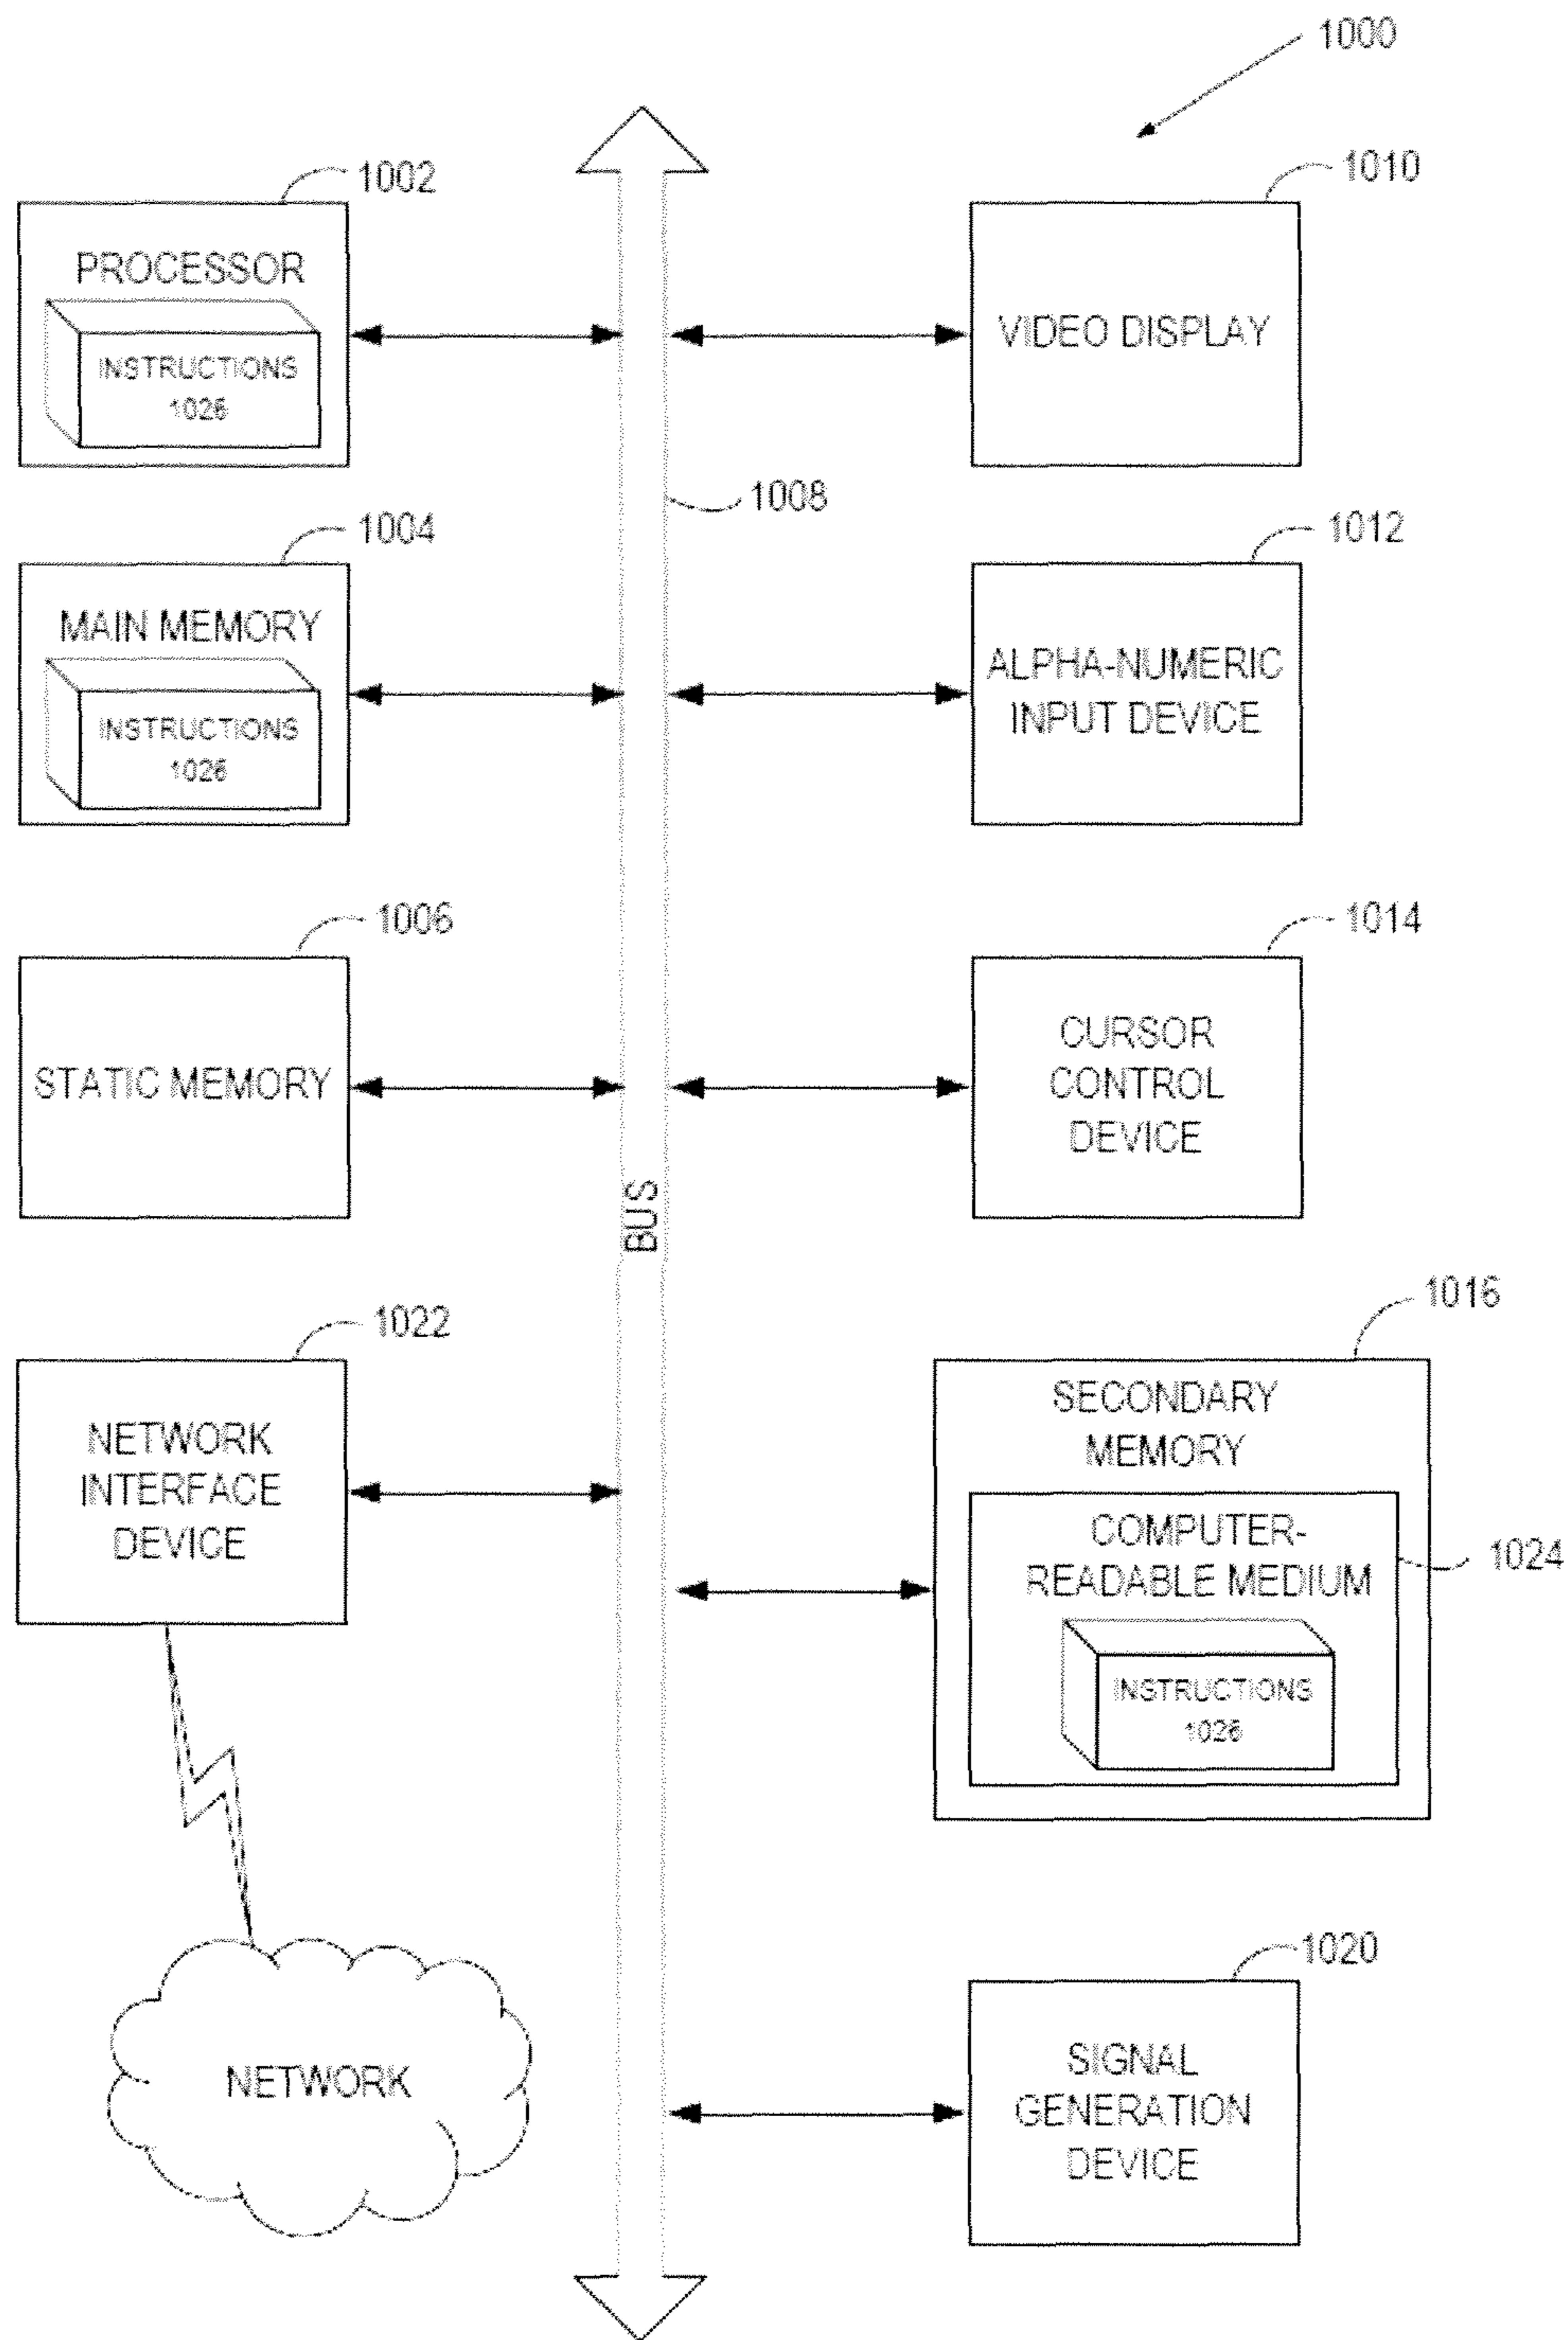 1000
1002
PROCESSOR
INSTRUCTIONS
1026
1010
VIDEO DISPLAY
1008
1004
MAIN MEMORY
INSTRUCTIONS
1026
1012
ALPHA-NUMERIC
INPUT DEVICE
1006
STATIC MEMORY
1014
CURSOR
CONTROL
DEVICE
BUS
1022
NETWORK
INTERFACE
DEVICE
1016
SECONDARY
MEMORY
COMPUTER-
READABLE MEDIUM
1024
INSTRUCTIONS
1026
NETWORK
1020
SIGNAL
GENERATION
DEVICE